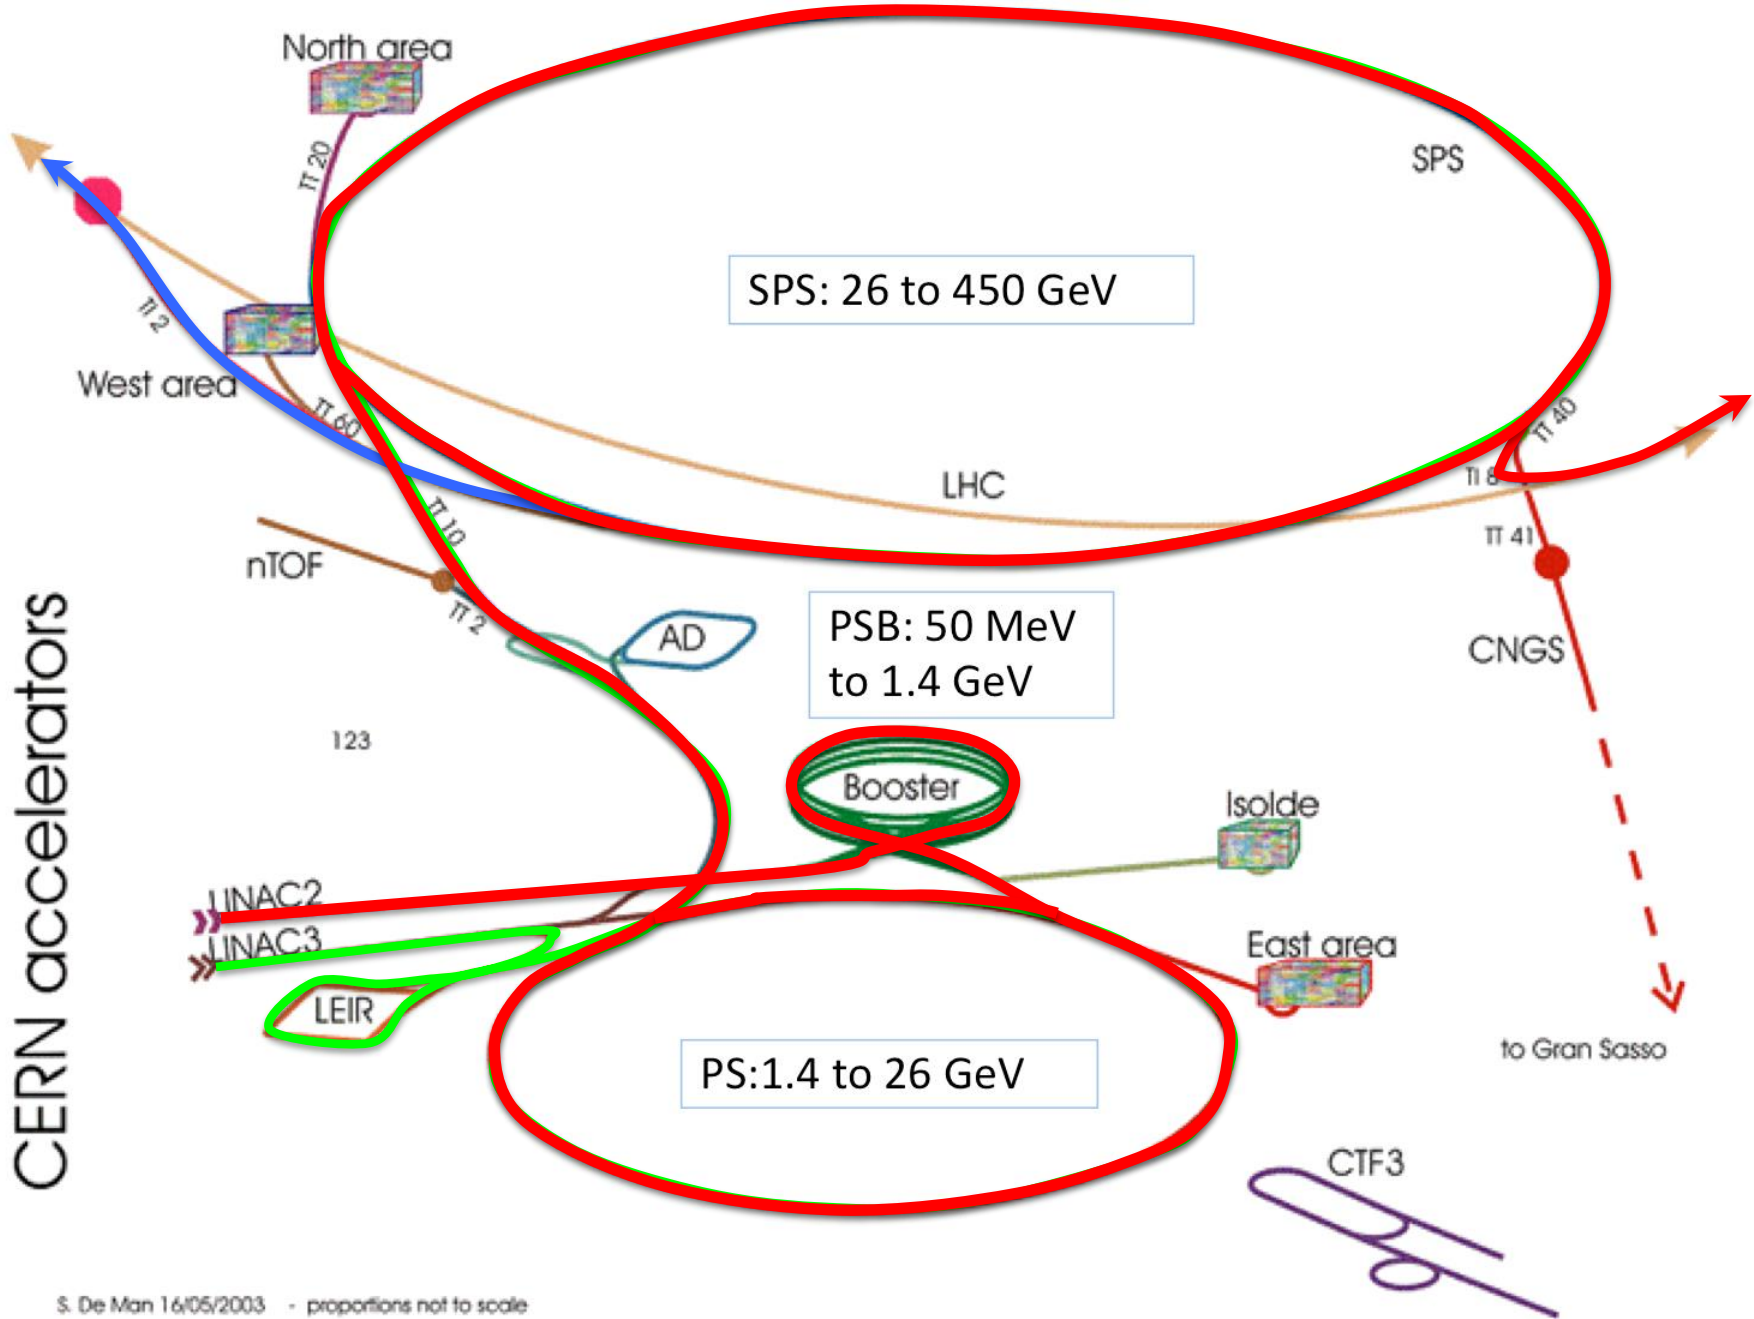 North area
TT 20
SPS
SPS: 26 to 450 GeV
TI 2
West area
TT 60
TT 40
LHC
TI 8
TT 10
TT 41
nTOF
TT 2
AD
PSB: 50 MeV
to 1.4 GeV
CNGS
123
Booster
Isolde
LINAC2
LINAC3
East area
LEIR
PS:1.4 to 26 GeV
to Gran Sasso
CTF3
CERN accelerators
S. De Man 16/05/2003 - proportions not to scale